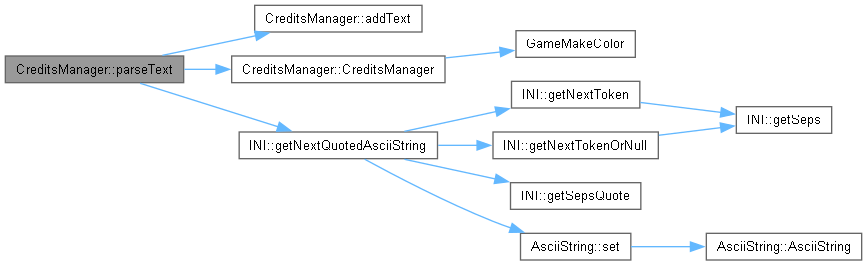 CreditsManager::addText
GameMakeColor
CreditsManager::parseText
CreditsManager::CreditsManager
INI::getNextToken
INI::getSeps
INI::getNextQuotedAsciiString
INI::getNextTokenOrNull
INI::getSepsQuote
AsciiString::set
AsciiString::AsciiString